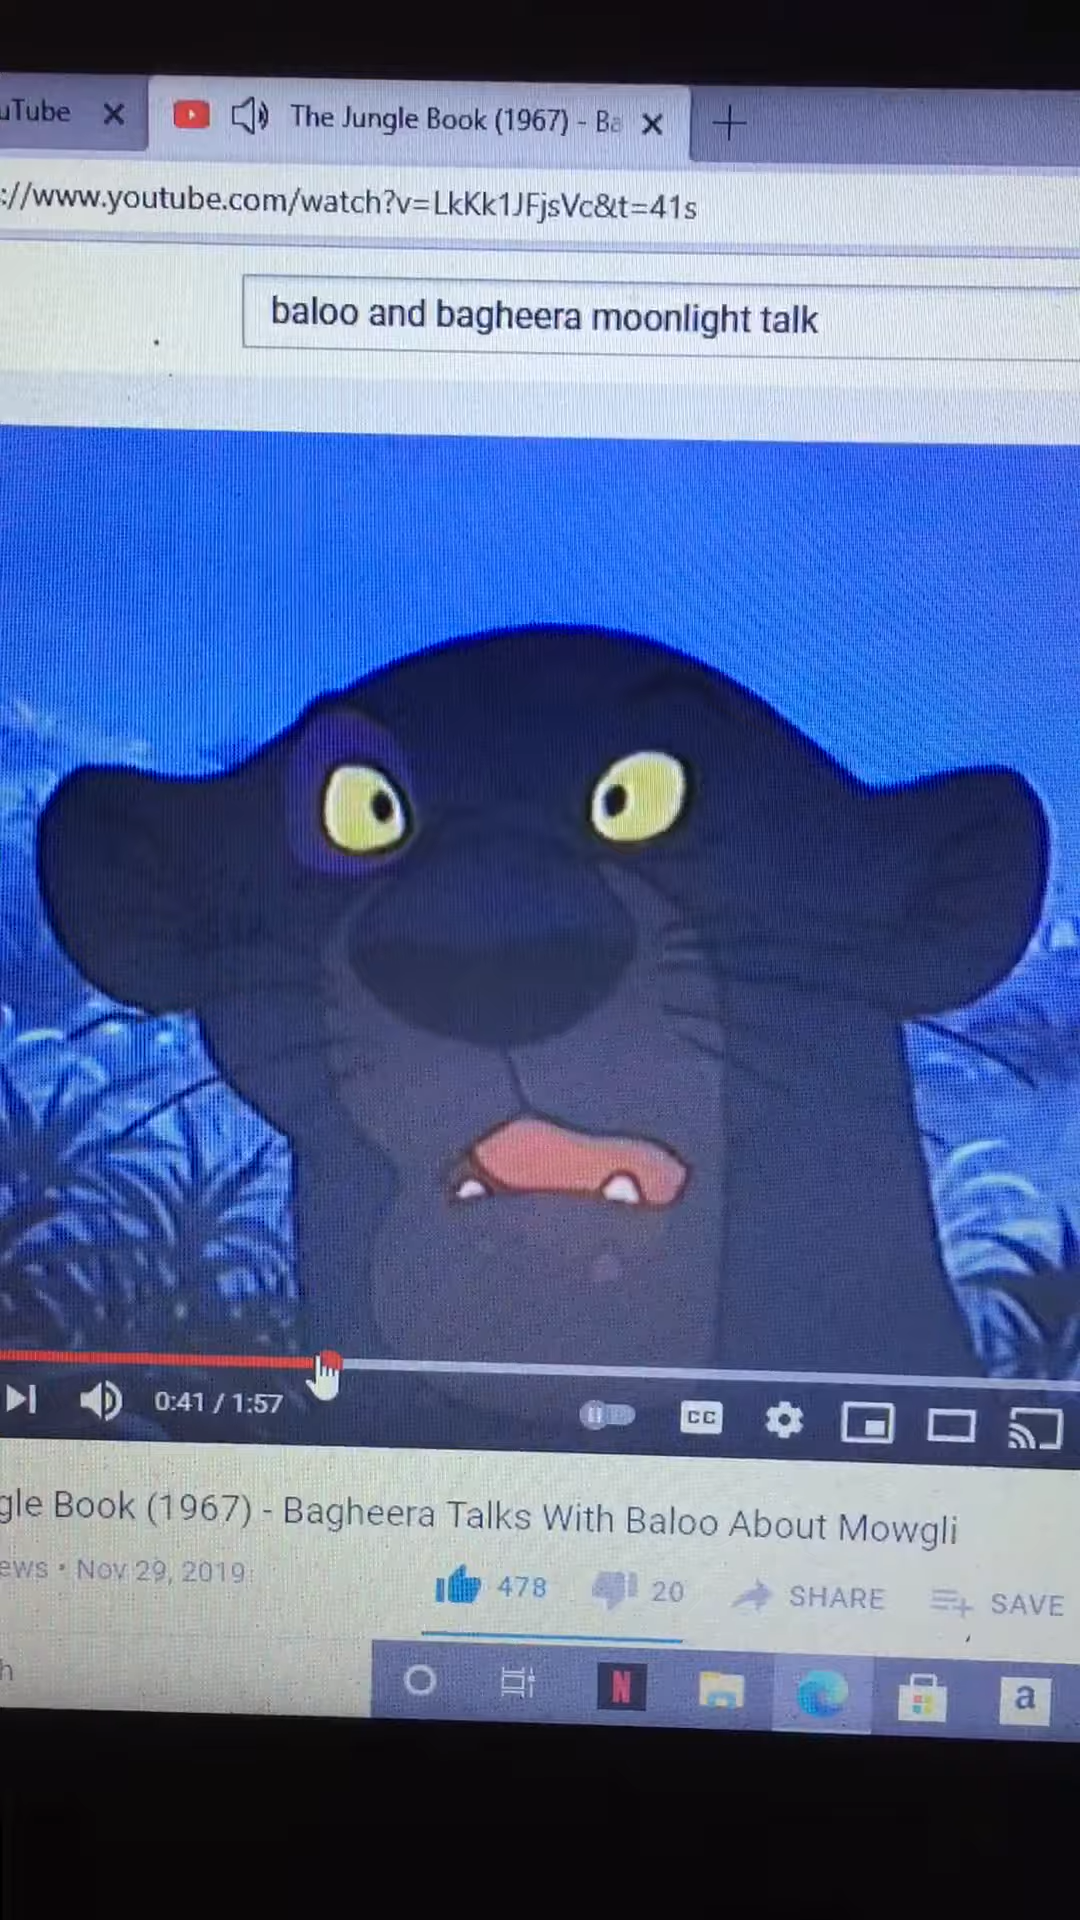 uTube
The Jungle Book (1967) - Ba
://www.youtube.com/watch?v=LkKk1JFjsVc&t=41s
baloo and bagheera moonlight talk
0:41 / 1:57
CC
gle Book (1967) - Bagheera Talks With Baloo About Mowgli
ews • Nov 29, 2019
478
20
SHARE
SAVE
h
N
a